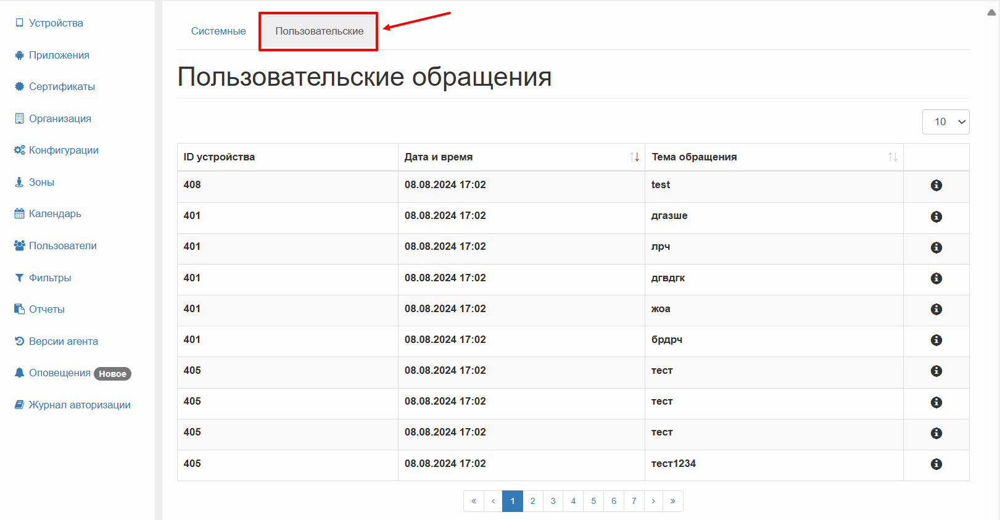 Устройства
Приложения
Сертификаты
Организация
Конфигурации
Зоны
Календарь
Пользователи
Фильтры
Отчеты
Версии агента
Оповещения Новое
Журнал авторизации
Системные Пользовательские
Пользовательские обращения
10
ID устройства Дата и время Тема обращения
408 08.08.2024 17:02 test
401 08.08.2024 17:02 дгазше
401 08.08.2024 17:02 лрч
401 08.08.2024 17:02 дгвдгк
401 08.08.2024 17:02 жоа
401 08.08.2024 17:02 брдрч
405 08.08.2024 17:02 тест
405 08.08.2024 17:02 тест
405 08.08.2024 17:02 тест
405 08.08.2024 17:02 тест1234
« ‹ 1 2 3 4 5 6 7 › »